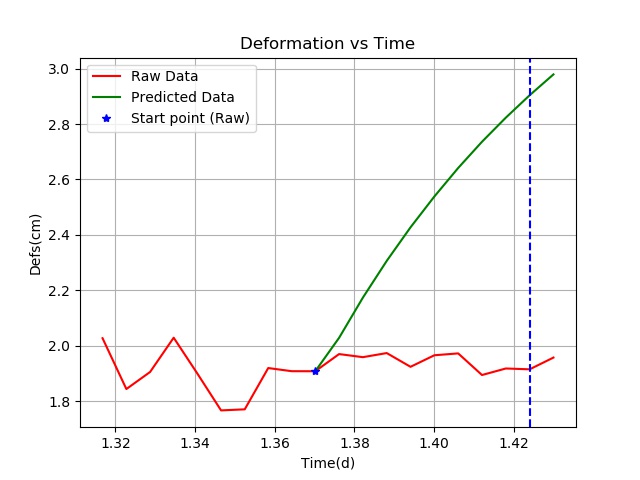 Deformation vs Time
Raw Data
Predicted Data
Start point (Raw)
Defs(cm)
3.0
2.8
2.6
2.4
2.2
2.0
1.8
1.32 1.34 1.36 1.38 1.40 1.42
Time(d)